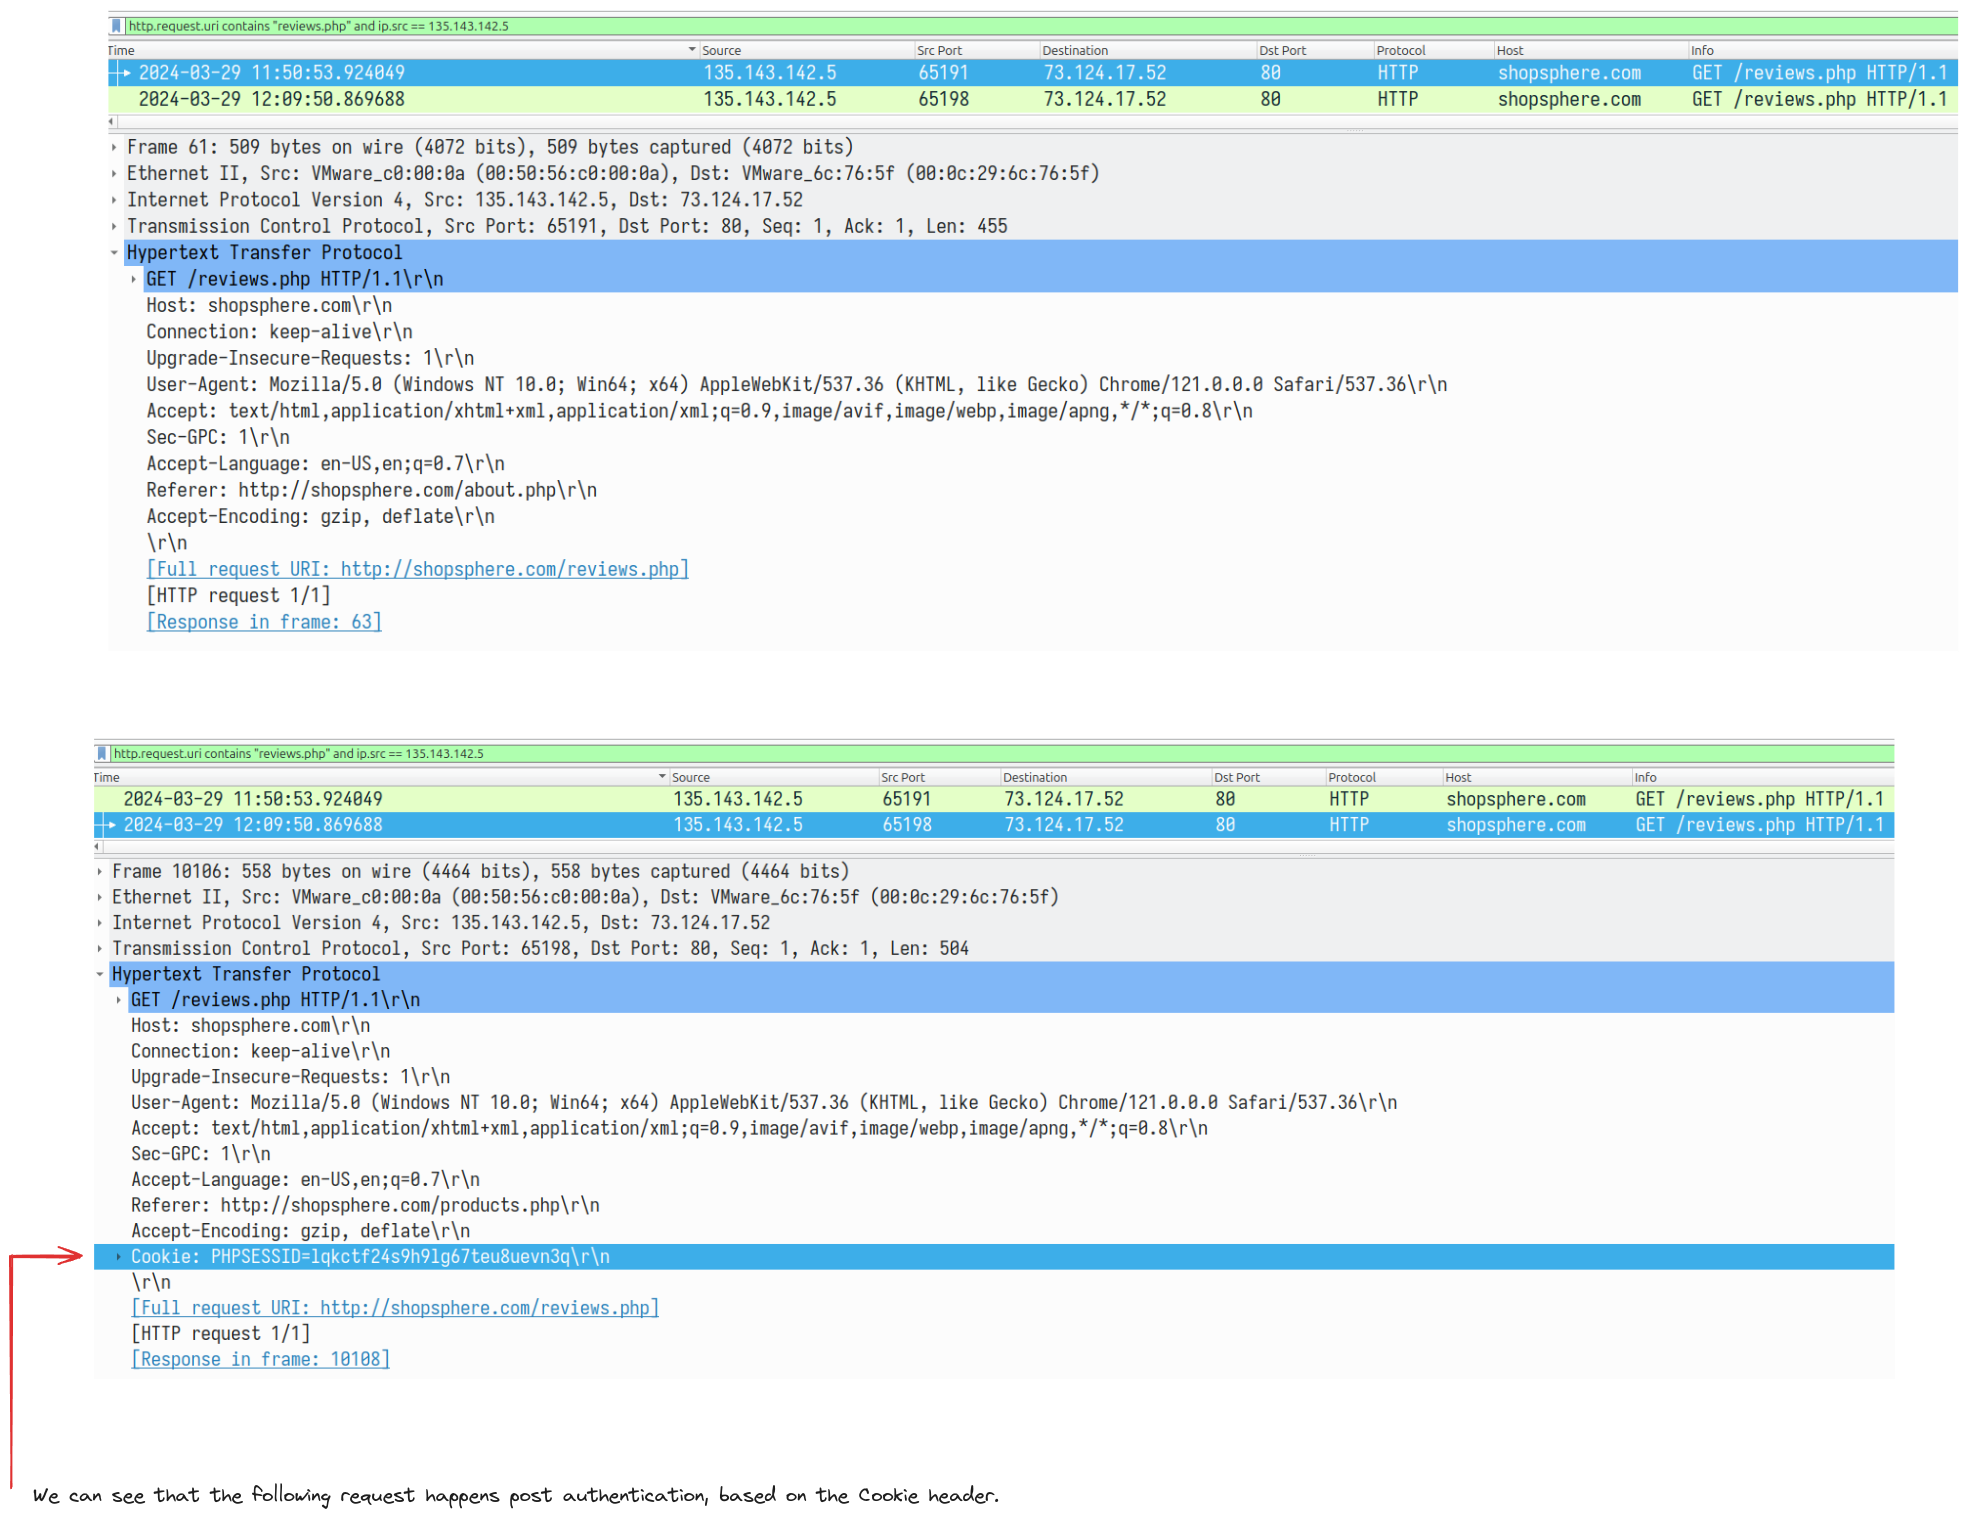 http.request.uri contains "reviews.php" and ip.src == 135.143.142.5
Time Source Src Port Destination Dst Port Protocol Host Info
2024-03-29 11:50:53.924049 135.143.142.5 65191 73.124.17.52 80 HTTP shopsphere.com GET /reviews.php HTTP/1.1
2024-03-29 12:09:50.869688 135.143.142.5 65198 73.124.17.52 80 HTTP shopsphere.com GET /reviews.php HTTP/1.1
Frame 61: 509 bytes on wire (4072 bits), 509 bytes captured (4072 bits)
Ethernet II, Src: VMware_c0:00:0a (00:50:56:c0:00:0a), Dst: VMware_6c:76:5f (00:0c:29:6c:76:5f)
Internet Protocol Version 4, Src: 135.143.142.5, Dst: 73.124.17.52
Transmission Control Protocol, Src Port: 65191, Dst Port: 80, Seq: 1, Ack: 1, Len: 455
Hypertext Transfer Protocol
GET /reviews.php HTTP/1.1\r\n
Host: shopsphere.com\r\n
Connection: keep-alive\r\n
Upgrade-Insecure-Requests: 1\r\n
User-Agent: Mozilla/5.0 (Windows NT 10.0; Win64; x64) AppleWebKit/537.36 (KHTML, like Gecko) Chrome/121.0.0.0 Safari/537.36\r\n
Accept: text/html,application/xhtml+xml,application/xml;q=0.9,image/avif,image/webp,image/apng,*/*;q=0.8\r\n
Sec-GPC: 1\r\n
Accept-Language: en-US,en;q=0.7\r\n
Referer: http://shopsphere.com/about.php\r\n
Accept-Encoding: gzip, deflate\r\n
\r\n
[Full request URI: http://shopsphere.com/reviews.php]
[HTTP request 1/1]
[Response in frame: 63]
http.request.uri contains "reviews.php" and ip.src == 135.143.142.5
Time Source Src Port Destination Dst Port Protocol Host Info
2024-03-29 11:50:53.924049 135.143.142.5 65191 73.124.17.52 80 HTTP shopsphere.com GET /reviews.php HTTP/1.1
2024-03-29 12:09:50.869688 135.143.142.5 65198 73.124.17.52 80 HTTP shopsphere.com GET /reviews.php HTTP/1.1
Frame 10106: 558 bytes on wire (4464 bits), 558 bytes captured (4464 bits)
Ethernet II, Src: VMware_c0:00:0a (00:50:56:c0:00:0a), Dst: VMware_6c:76:5f (00:0c:29:6c:76:5f)
Internet Protocol Version 4, Src: 135.143.142.5, Dst: 73.124.17.52
Transmission Control Protocol, Src Port: 65198, Dst Port: 80, Seq: 1, Ack: 1, Len: 504
Hypertext Transfer Protocol
GET /reviews.php HTTP/1.1\r\n
Host: shopsphere.com\r\n
Connection: keep-alive\r\n
Upgrade-Insecure-Requests: 1\r\n
User-Agent: Mozilla/5.0 (Windows NT 10.0; Win64; x64) AppleWebKit/537.36 (KHTML, like Gecko) Chrome/121.0.0.0 Safari/537.36\r\n
Accept: text/html,application/xhtml+xml,application/xml;q=0.9,image/avif,image/webp,image/apng,*/*;q=0.8\r\n
Sec-GPC: 1\r\n
Accept-Language: en-US,en;q=0.7\r\n
Referer: http://shopsphere.com/products.php\r\n
Accept-Encoding: gzip, deflate\r\n
Cookie: PHPSESSID=lqkctf24s9h9lg67teu8uevn3q\r\n
\r\n
[Full request URI: http://shopsphere.com/reviews.php]
[HTTP request 1/1]
[Response in frame: 10108]
We can see that the following request happens post authentication, based on the Cookie header.